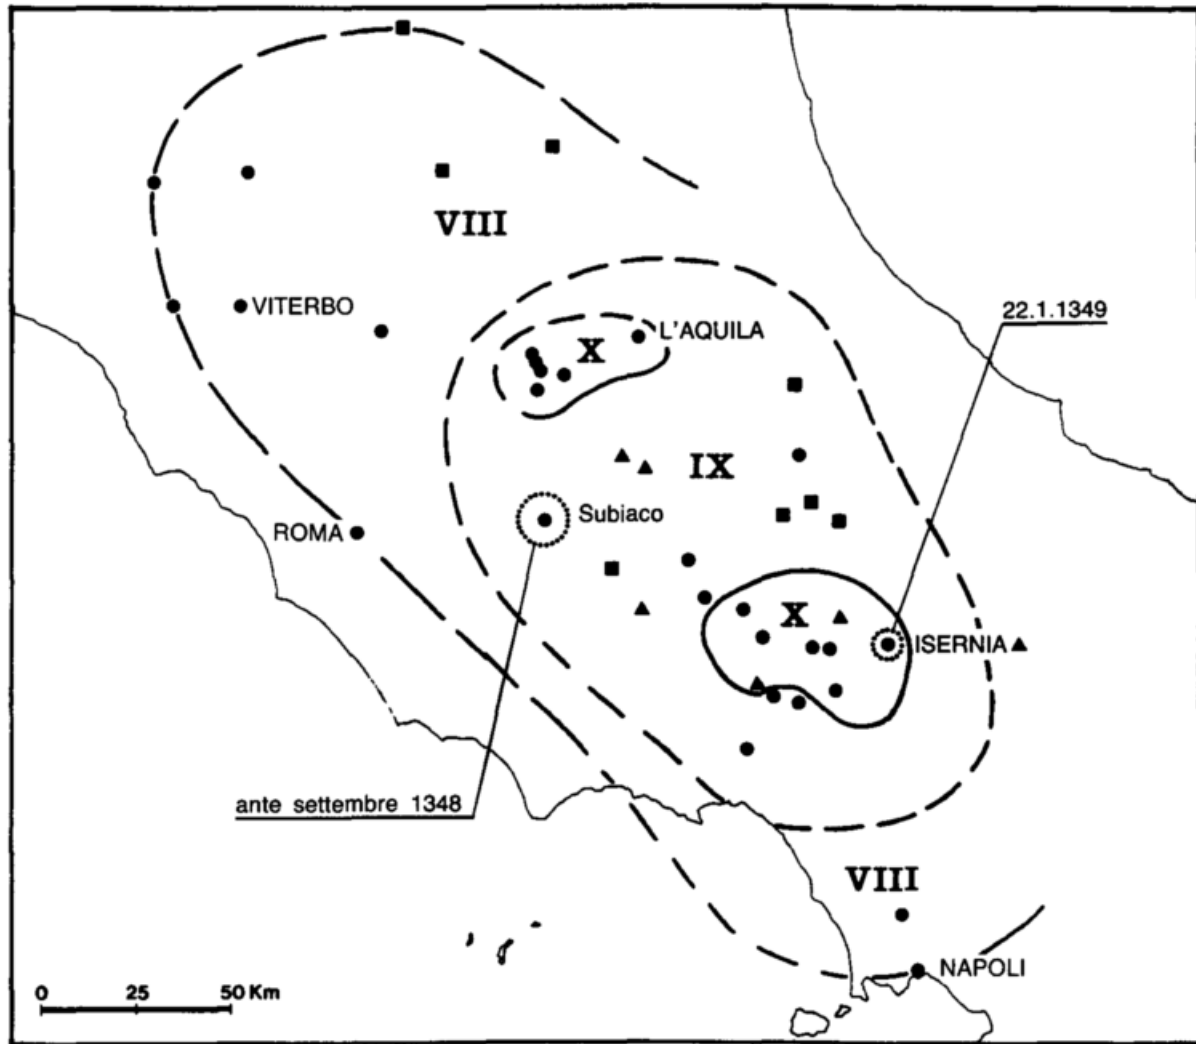 VIII
VITERBO
L'AQUILA
X
22.1.1349
IX
Subiaco
ROMA
X
ISERNIA
ante settembre 1348
VIII
NAPOLI
0 25 50 Km